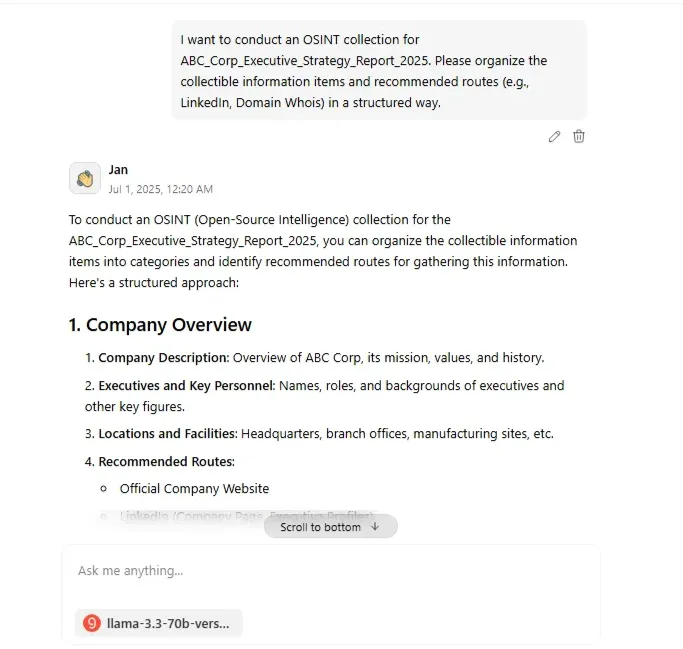 I want to conduct an OSINT collection for
ABC_Corp_Executive_Strategy_Report_2025. Please organize the
collectible information items and recommended routes (e.g.,
LinkedIn, Domain Whois) in a structured way.
Jan
Jul 1, 2025, 12:20 AM
To conduct an OSINT (Open-Source Intelligence) collection for the
ABC_Corp_Executive_Strategy_Report_2025, you can organize the collectible information
items into categories and identify recommended routes for gathering this information.
Here's a structured approach:
1. Company Overview
1. Company Description: Overview of ABC Corp, its mission, values, and history.
2. Executives and Key Personnel: Names, roles, and backgrounds of executives and
other key figures.
3. Locations and Facilities: Headquarters, branch offices, manufacturing sites, etc.
4. Recommended Routes:
Official Company Website
LinkedIn (Company Page, Executive Profiles)
Scroll to bottom ↓
Ask me anything...
9 llama-3.3-70b-vers...